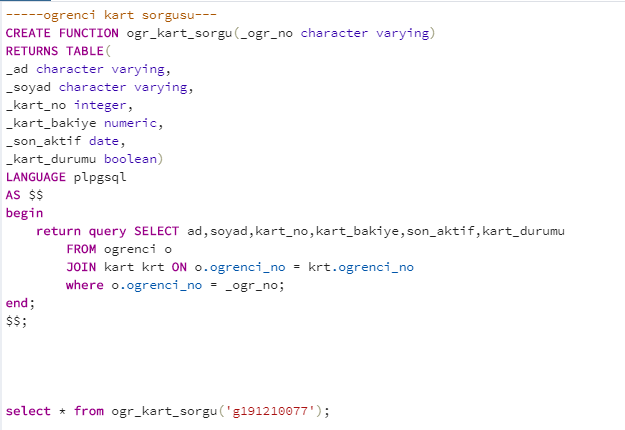 -----ogrenci kart sorgusu---
CREATE FUNCTION ogr_kart_sorgu(_ogr_no character varying)
RETURNS TABLE(
_ad character varying,
_soyad character varying,
_kart_no integer,
_kart_bakiye numeric,
_son_aktif date,
_kart_durumu boolean)
LANGUAGE plpgsql
AS $$
begin
    return query SELECT ad,soyad,kart_no,kart_bakiye,son_aktif,kart_durumu
        FROM ogrenci o
        JOIN kart krt ON o.ogrenci_no = krt.ogrenci_no
        where o.ogrenci_no = _ogr_no;
end;
$$;
select * from ogr_kart_sorgu('g191210077');